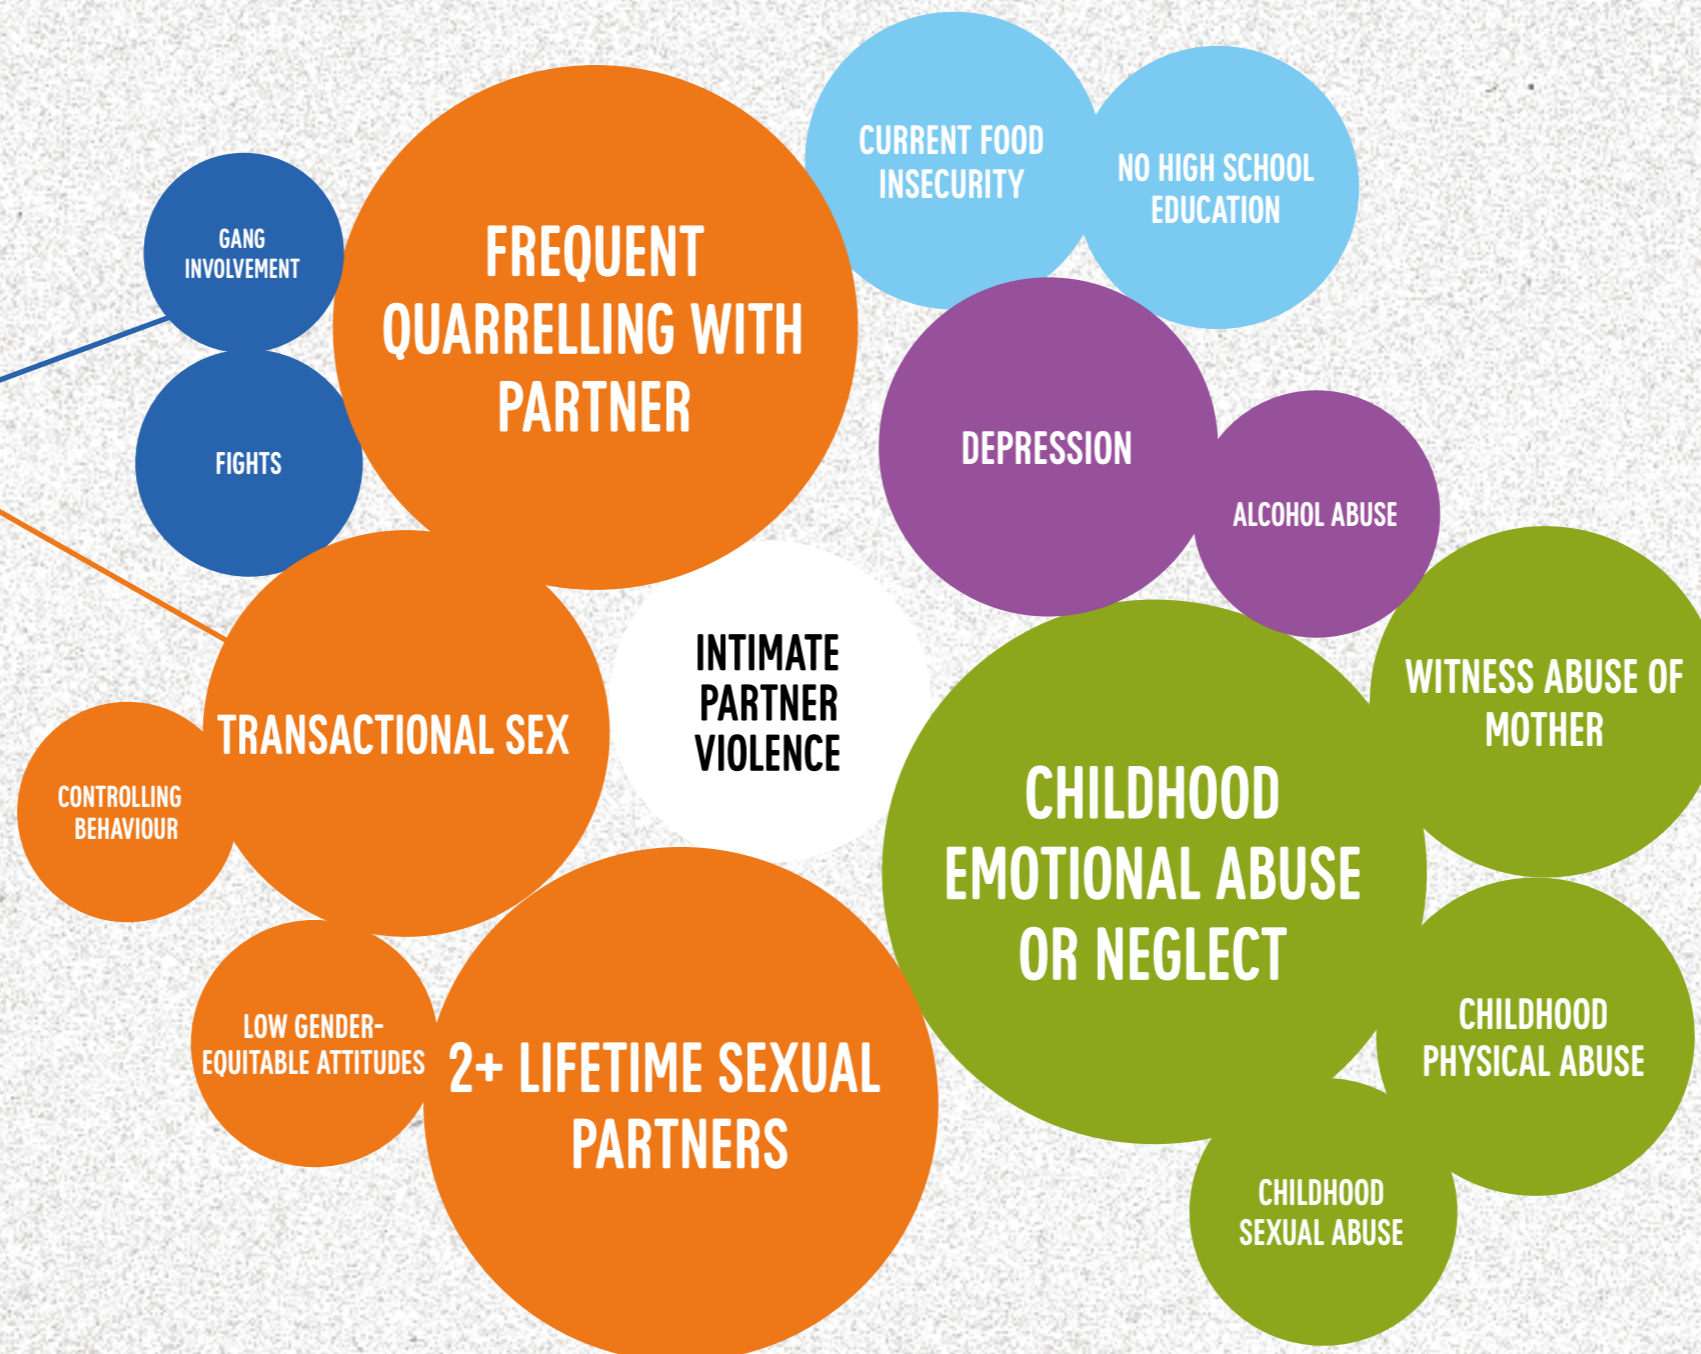 CURRENT FOOD
INSECURITY
NO HIGH SCHOOL
EDUCATION
GANG
INVOLVEMENT
FREQUENT
QUARRELLING WITH
PARTNER
FIGHTS
DEPRESSION
ALCOHOL ABUSE
INTIMATE
PARTNER
VIOLENCE
WITNESS ABUSE OF
MOTHER
TRANSACTIONAL SEX
CONTROLLING
BEHAVIOUR
CHILDHOOD
EMOTIONAL ABUSE
OR NEGLECT
CHILDHOOD
PHYSICAL ABUSE
LOW GENDER-
EQUITABLE ATTITUDES
2+ LIFETIME SEXUAL
PARTNERS
CHILDHOOD
SEXUAL ABUSE